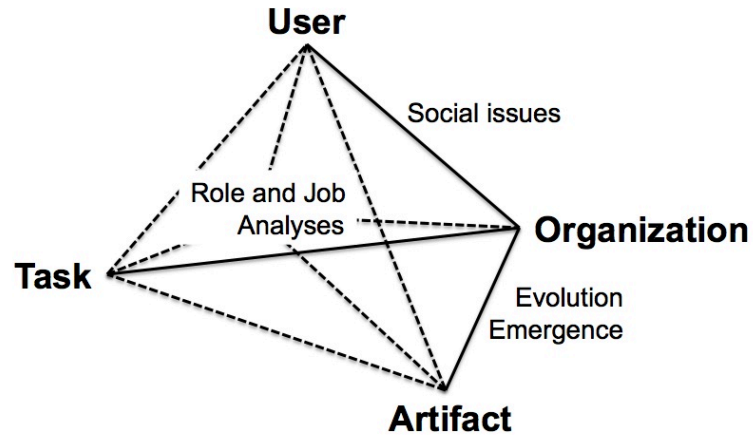 User
Social issues
Role and Job
Analyses
Organization
Task
Evolution
Emergence
Artifact